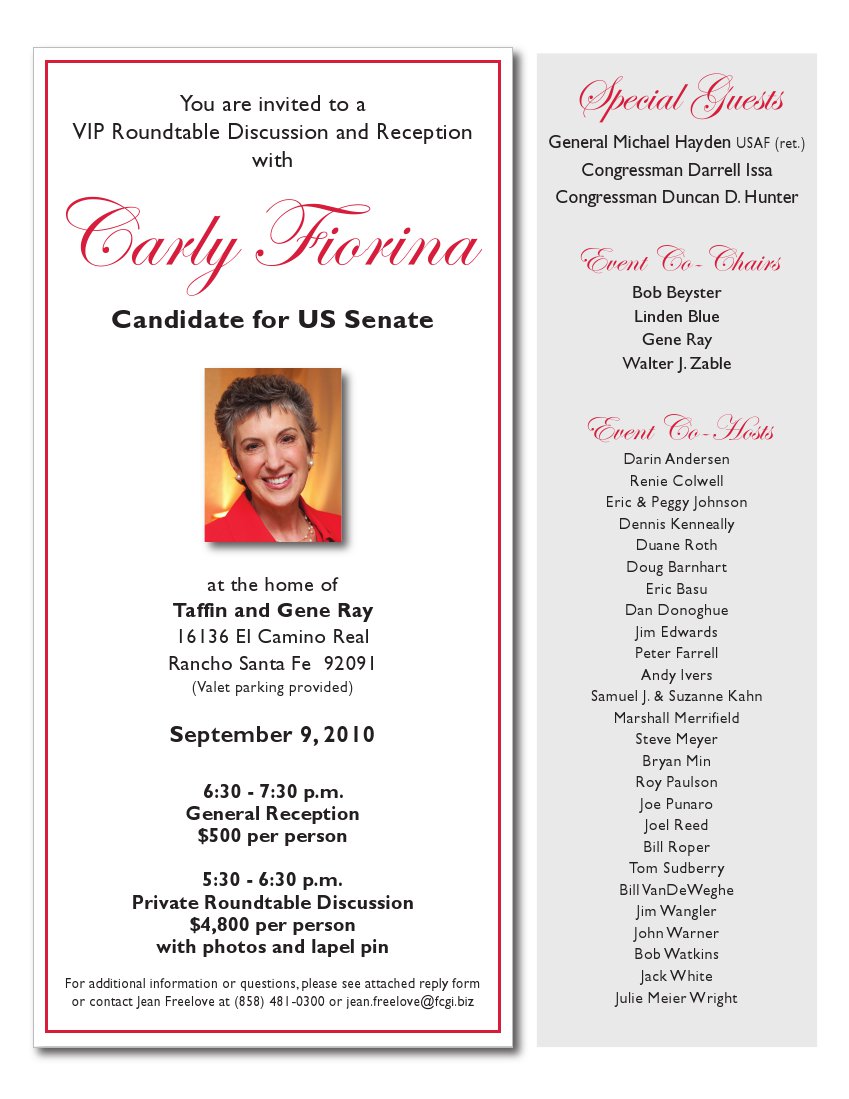 You are invited to a
VIP Roundtable Discussion and Reception
with
Carly Fiorina
Candidate for US Senate
at the home of
Taffin and Gene Ray
16136 El Camino Real
Rancho Santa Fe 92091
(Valet parking provided)
September 9, 2010
6:30 - 7:30 p.m.
General Reception
$500 per person
5:30 - 6:30 p.m.
Private Roundtable Discussion
$4,800 per person
with photos and lapel pin
For additional information or questions, please see attached reply form
or contact Jean Freelove at (858) 481-0300 or jean.freelove@fcgi.biz
Special Guests
General Michael Hayden USAF (ret.)
Congressman Darrell Issa
Congressman Duncan D. Hunter
Event Co-Chairs
Bob Beyster
Linden Blue
Gene Ray
Walter J. Zable
Event Co-Hosts
Darin Andersen
Renie Colwell
Eric & Peggy Johnson
Dennis Kenneally
Duane Roth
Doug Barnhart
Eric Basu
Dan Donoghue
Jim Edwards
Peter Farrell
Andy Ivers
Samuel J. & Suzanne Kahn
Marshall Merrifield
Steve Meyer
Bryan Min
Roy Paulson
Joe Punaro
Joel Reed
Bill Roper
Tom Sudberry
Bill VanDeWeghe
Jim Wangler
John Warner
Bob Watkins
Jack White
Julie Meier Wright